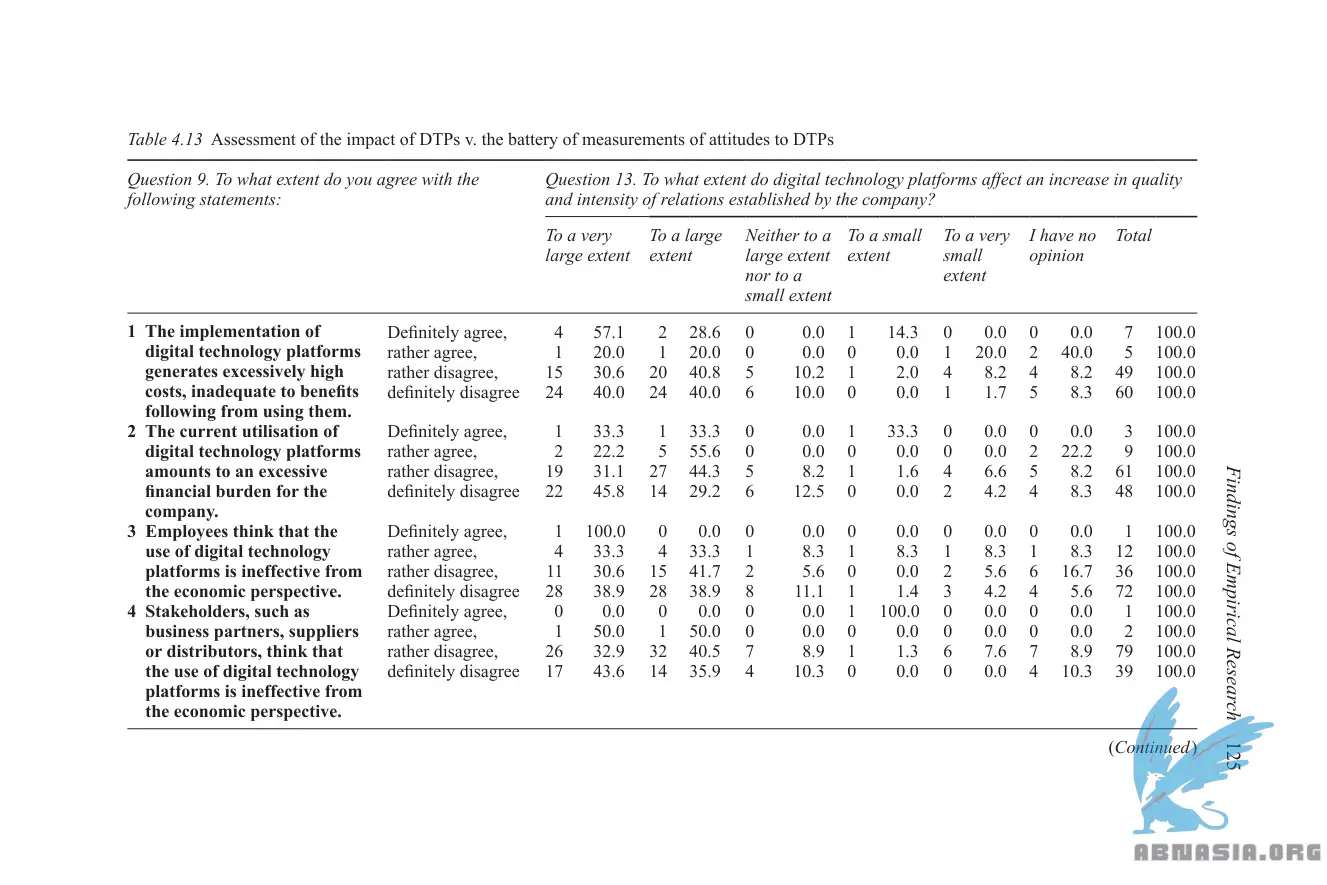 Table 4.13 Assessment of the impact of DTPs v. the battery of measurements of attitudes to DTPs
Question 9. To what extent do you agree with the
following statements:
Question 13. To what extent do digital technology platforms affect an increase in quality
and intensity of relations established by the company?
To a very
large extent
To a large
extent
Neither to a
large extent
nor to a
small extent
To a small
extent
To a very
small
extent
I have no
opinion
Total
1 The implementation of
digital technology platforms
generates excessively high
costs, inadequate to benefits
following from using them.
Definitely agree, 4 57.1 2 28.6 0 0.0 1 14.3 0 0.0 0 0.0 7 100.0
rather agree, 1 20.0 1 20.0 0 0.0 0 0.0 1 20.0 2 40.0 5 100.0
rather disagree, 15 30.6 20 40.8 5 10.2 1 2.0 4 8.2 4 8.2 49 100.0
definitely disagree 24 40.0 24 40.0 6 10.0 0 0.0 1 1.7 5 8.3 60 100.0
2 The current utilisation of
digital technology platforms
amounts to an excessive
financial burden for the
company.
Definitely agree, 1 33.3 1 33.3 0 0.0 1 33.3 0 0.0 0 0.0 3 100.0
rather agree, 2 22.2 5 55.6 0 0.0 0 0.0 0 0.0 2 22.2 9 100.0
rather disagree, 19 31.1 27 44.3 5 8.2 1 1.6 4 6.6 5 8.2 61 100.0
definitely disagree 22 45.8 14 29.2 6 12.5 0 0.0 2 4.2 4 8.3 48 100.0
3 Employees think that the
use of digital technology
platforms is ineffective from
the economic perspective.
Definitely agree, 1 100.0 0 0.0 0 0.0 0 0.0 0 0.0 0 0.0 1 100.0
rather agree, 4 33.3 4 33.3 1 8.3 1 8.3 1 8.3 1 8.3 12 100.0
rather disagree, 11 30.6 15 41.7 2 5.6 0 0.0 2 5.6 6 16.7 36 100.0
definitely disagree 28 38.9 28 38.9 8 11.1 1 1.4 3 4.2 4 5.6 72 100.0
4 Stakeholders, such as
business partners, suppliers
or distributors, think that
the use of digital technology
platforms is ineffective from
the economic perspective.
Definitely agree, 0 0.0 0 0.0 0 0.0 1 100.0 0 0.0 0 0.0 1 100.0
rather agree, 1 50.0 1 50.0 0 0.0 0 0.0 0 0.0 0 0.0 2 100.0
rather disagree, 26 32.9 32 40.5 7 8.9 1 1.3 6 7.6 7 8.9 79 100.0
definitely disagree 17 43.6 14 35.9 4 10.3 0 0.0 0 0.0 4 10.3 39 100.0
(Continued)
Findings of Empirical Research 125
ABNASIA.ORG